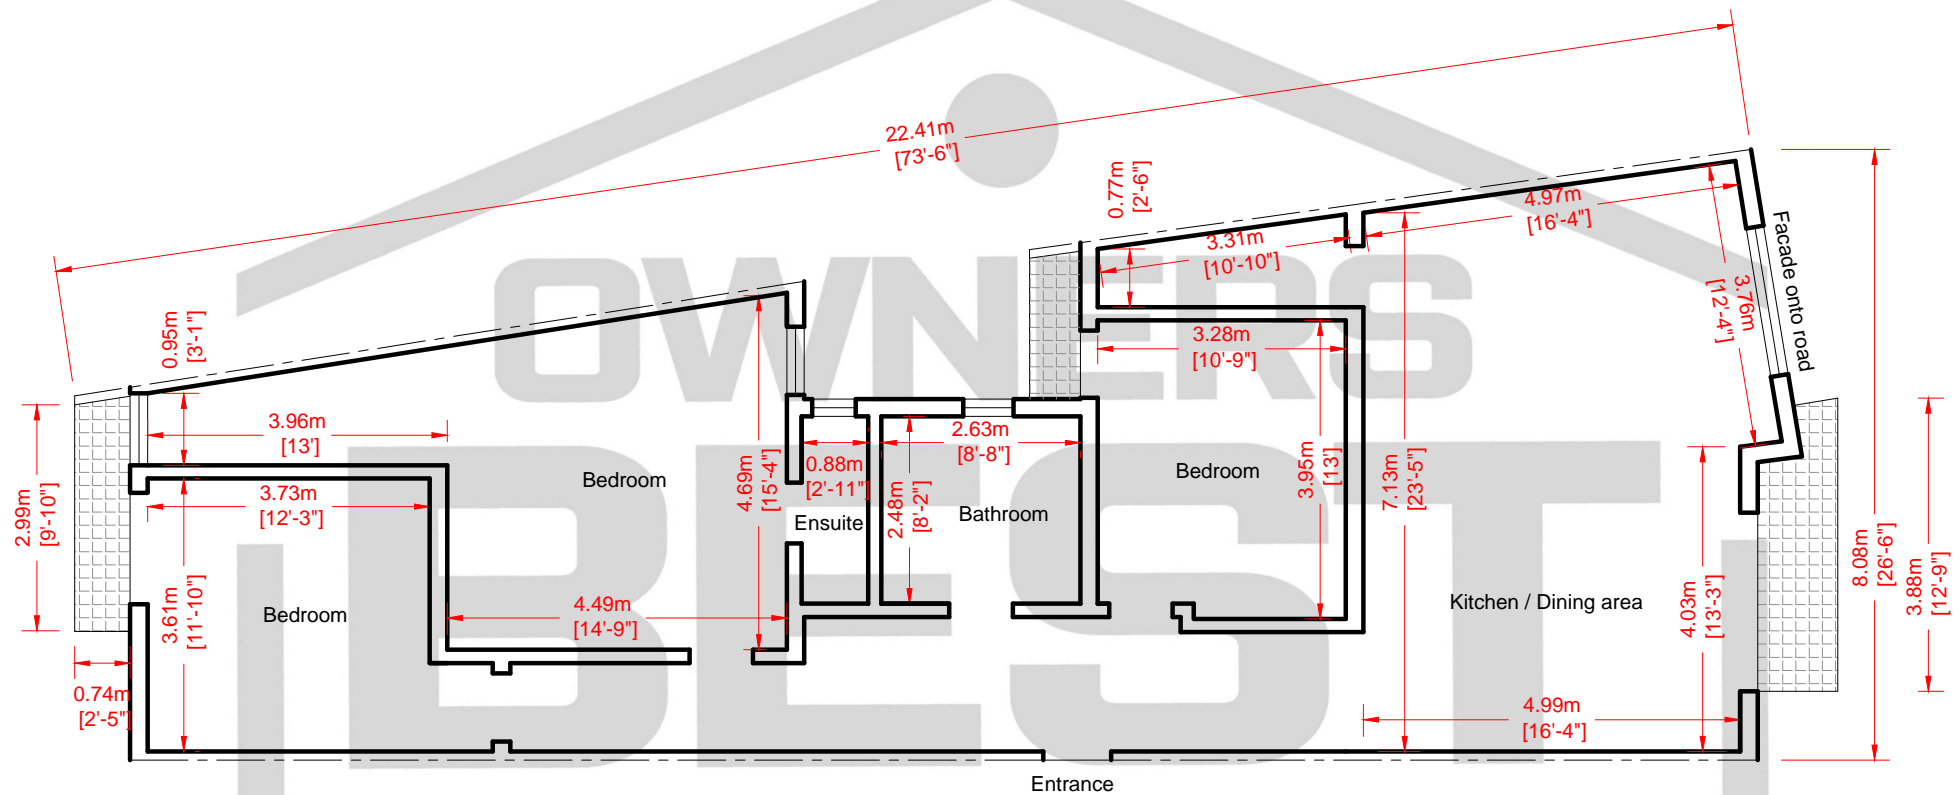 22.41m
[73'-6"]
0.77m
[2'-6"]
4.97m
[16'-4"]
3.31m
[10'-10"]
Facade onto road
3.76m
[12'-4"]
OWNERS
BEST
0.95m
[3'-1"]
3.28m
[10'-9"]
3.96m
[13']
2.63m
[8'-8"]
Bedroom
0.88m
[2'-11"]
4.69m
[15'-4"]
Bedroom
3.95m
[13']
7.13m
[23'-5"]
3.73m
[12'-3"]
2.99m
[9'-10"]
Ensuite
2.48m
[8'-2"]
Bathroom
8.08m
[26'-6"]
3.88m
[12'-9"]
Bedroom
3.61m
[11'-10"]
4.49m
[14'-9"]
Kitchen / Dining area
4.03m
[13'-3"]
0.74m
[2'-5"]
4.99m
[16'-4"]
Entrance